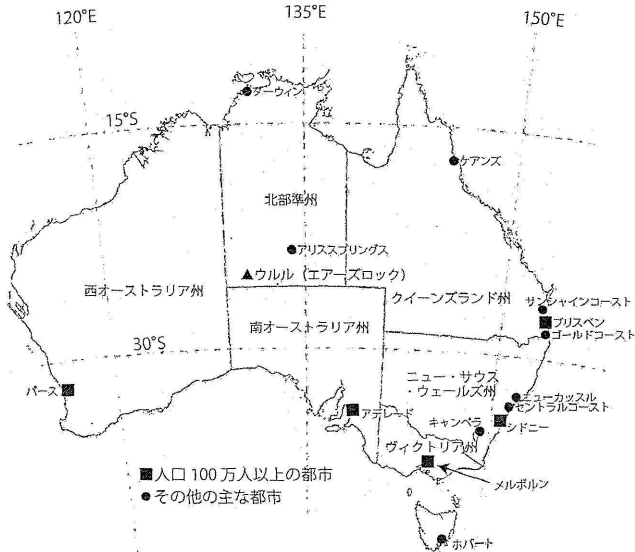 120°E
135°E
150°E
ダーウィン
15°S
ケアンズ
北部準州
アリススプリングス
ウルル（エアーズロック）
西オーストラリア州
クイーンズランド州
サンシャインコースト
ブリスベン
ゴールドコースト
南オーストラリア州
30°S
ニュー・サウス
ウェールズ州
ニューカッスル
セントラルコースト
パース
アデレード
キャンベラ
シドニー
ヴィクトリア州
メルボルン
■人口100万人以上の都市
●その他の主な都市
ホバート